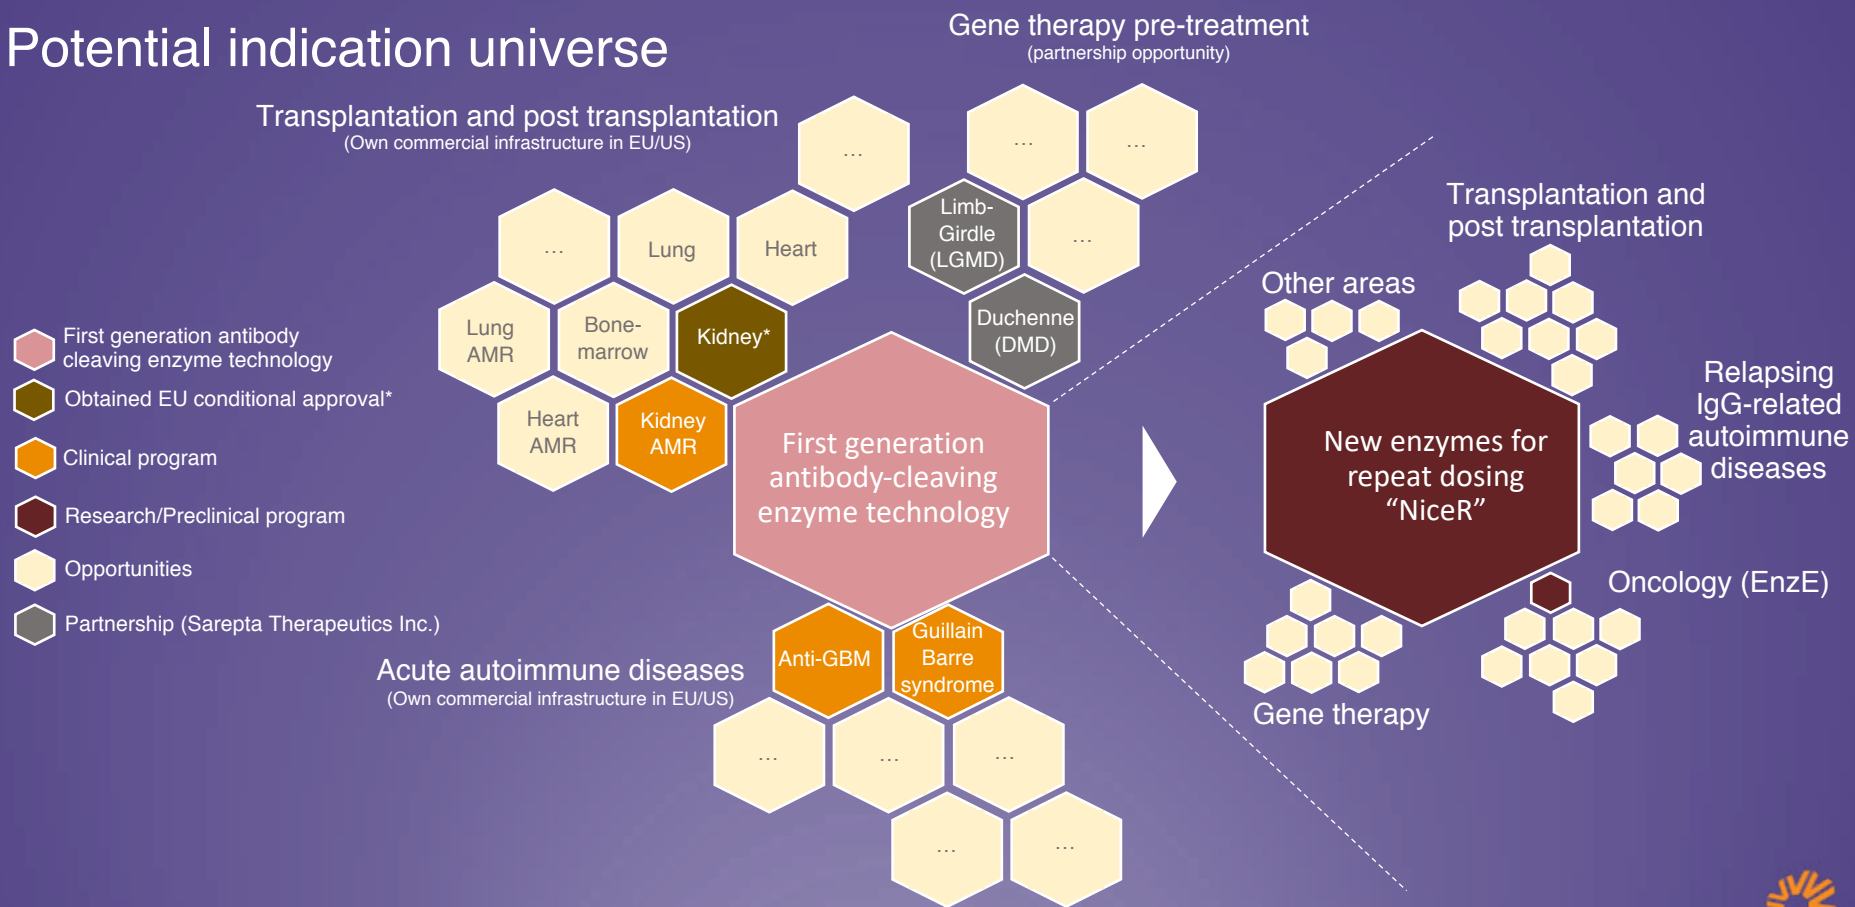 Potential indication universe
Gene therapy pre-treatment
(partnership opportunity)
Transplantation and post transplantation
(Own commercial infrastructure in EU/US)
...
...
...
...
Lung
Heart
Limb-
Girdle
(LGMD)
...
Lung
AMR
Bone-
marrow
Kidney*
Duchenne
(DMD)
Heart
AMR
Kidney
AMR
First generation antibody
cleaving enzyme technology
Obtained EU conditional approval*
Clinical program
Research/Preclinical program
Opportunities
Partnership (Sarepta Therapeutics Inc.)
First generation
antibody-cleaving
enzyme technology
Acute autoimmune diseases
(Own commercial infrastructure in EU/US)
Anti-GBM
Guillain
Barre
syndrome
...
...
...
...
...
Transplantation and
post transplantation
Other areas
Relapsing
IgG-related
autoimmune
diseases
New enzymes for
repeat dosing
“NiceR”
Oncology (EnzE)
Gene therapy